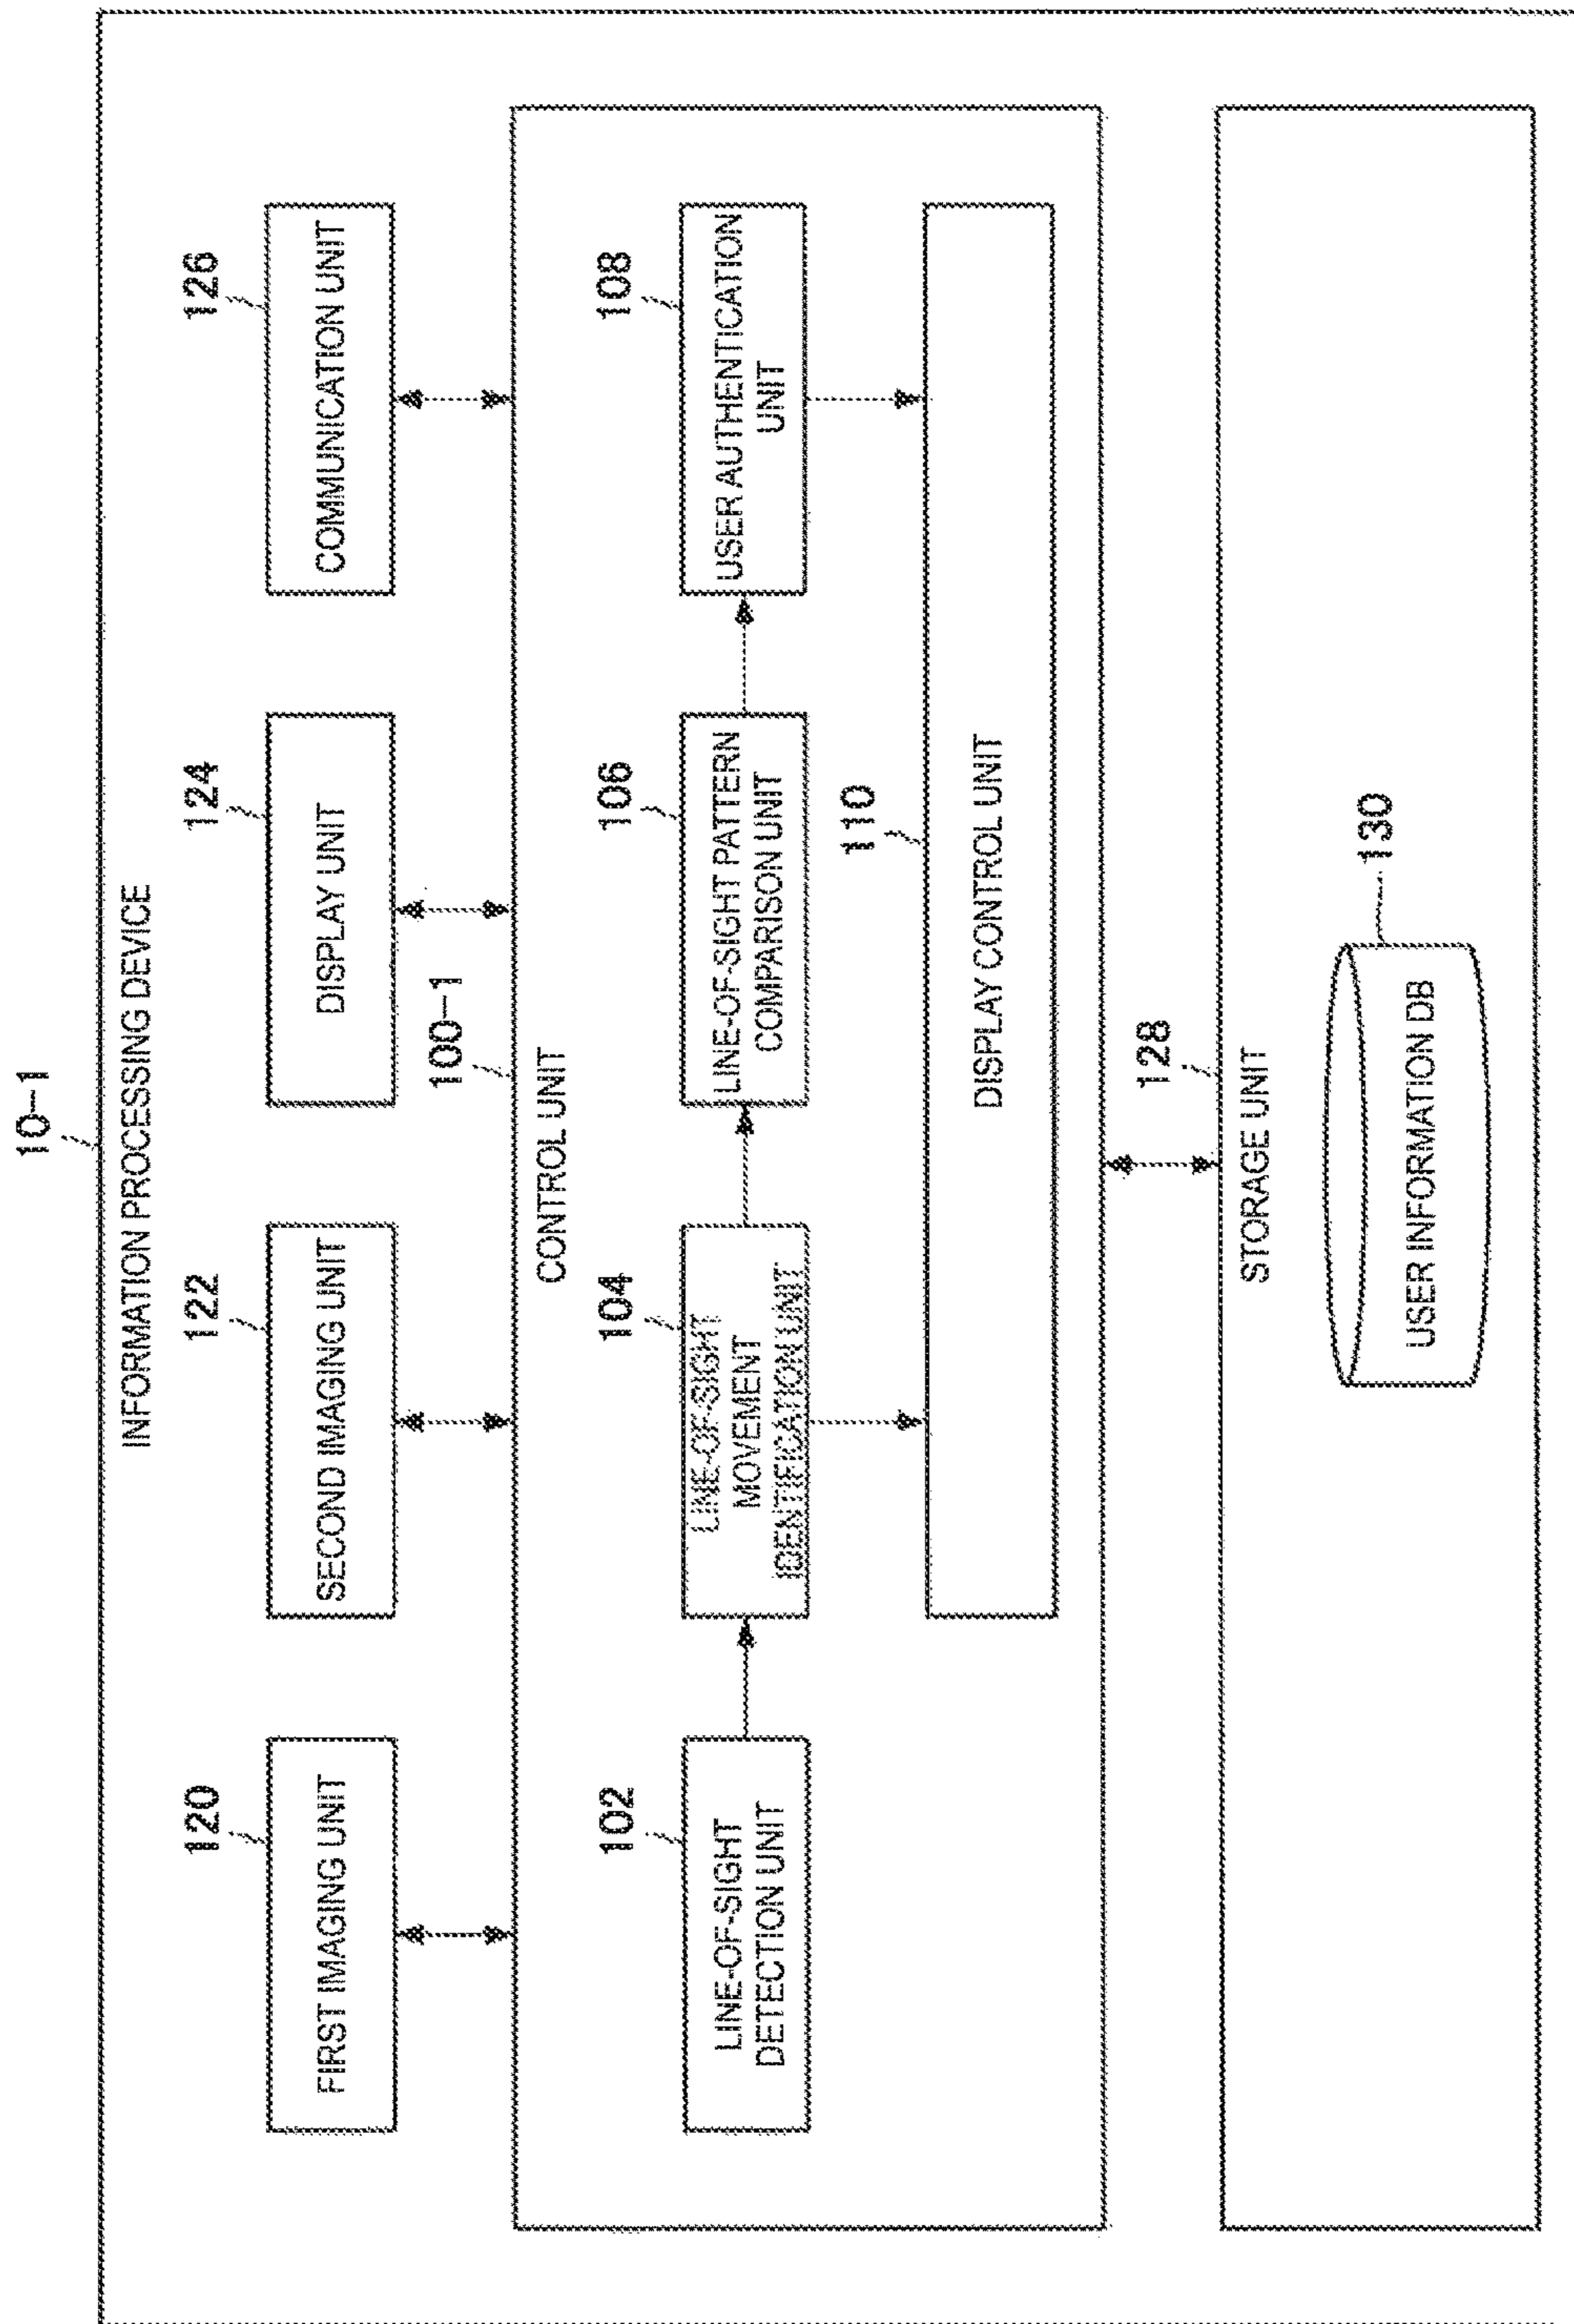 10-1
INFORMATION PROCESSING DEVICE
120
122
124
126
FIRST IMAGING UNIT
SECOND IMAGING UNIT
DISPLAY UNIT
COMMUNICATION UNIT
100-1
CONTROL UNIT
102
104
106
108
LINE-OF-SIGHT
DETECTION UNIT
LINE-OF-SIGHT
MOVEMENT
IDENTIFICATION UNIT
LINE-OF-SIGHT PATTERN
COMPARISON UNIT
USER AUTHENTICATION
UNIT
110
DISPLAY CONTROL UNIT
128
STORAGE UNIT
130
USER INFORMATION DB